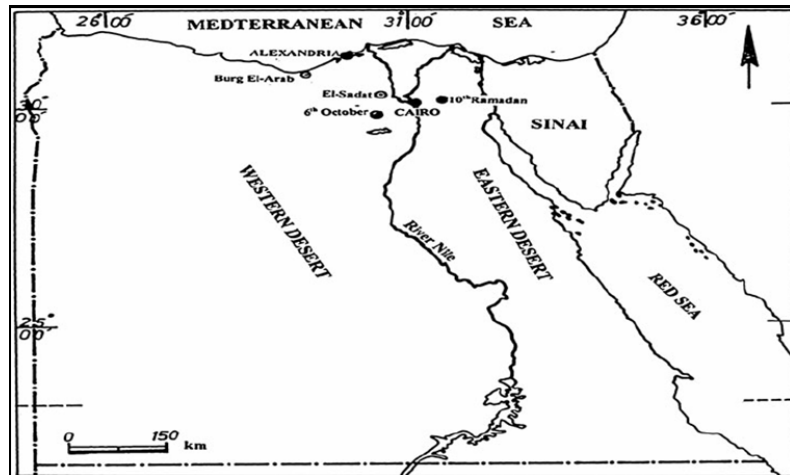 26°00' 31°00' 36°00'
MEDTERRANEAN SEA
ALEXANDRIA
Burg El-Arab
El-Sadat
10th Ramadan
30°
00'
6th October
CAIRO
SINAI
WESTERN DESERT
EASTERN DESERT
River Nile
RED SEA
25°
00'
0 150
km